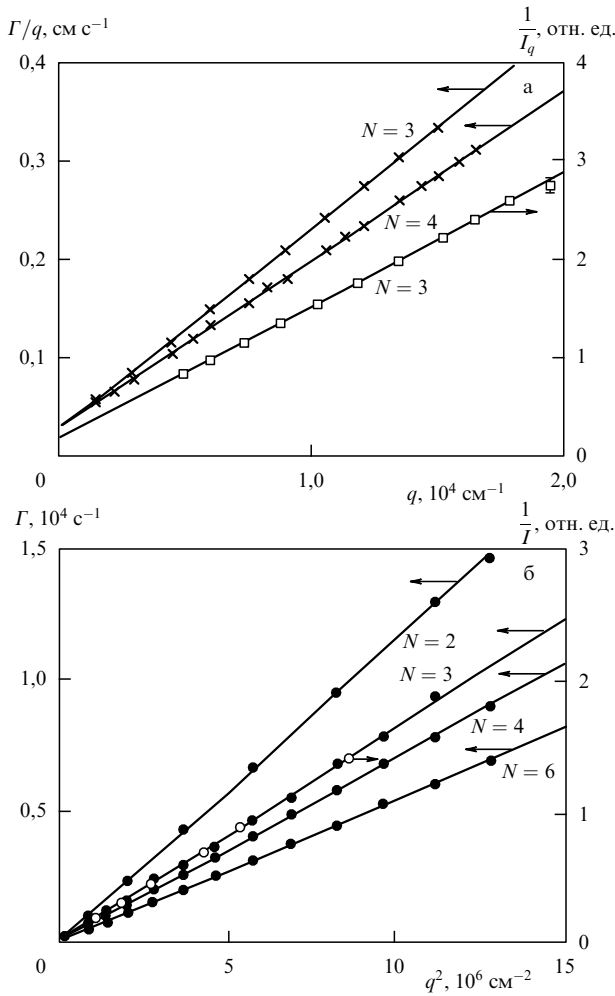 Γ/q, см с⁻¹
1/I_q, отн. ед.
0,4
4
а
N = 3
0,3
3
N = 4
0,2
2
N = 3
0,1
1
0
0
1,0
2,0
q, 10⁴ см⁻¹
Γ, 10⁴ с⁻¹
1/I, отн. ед.
1,5
3
б
N = 2
1,0
N = 3
2
N = 4
N = 6
0,5
1
0
0
5
10
15
q², 10⁶ см⁻²